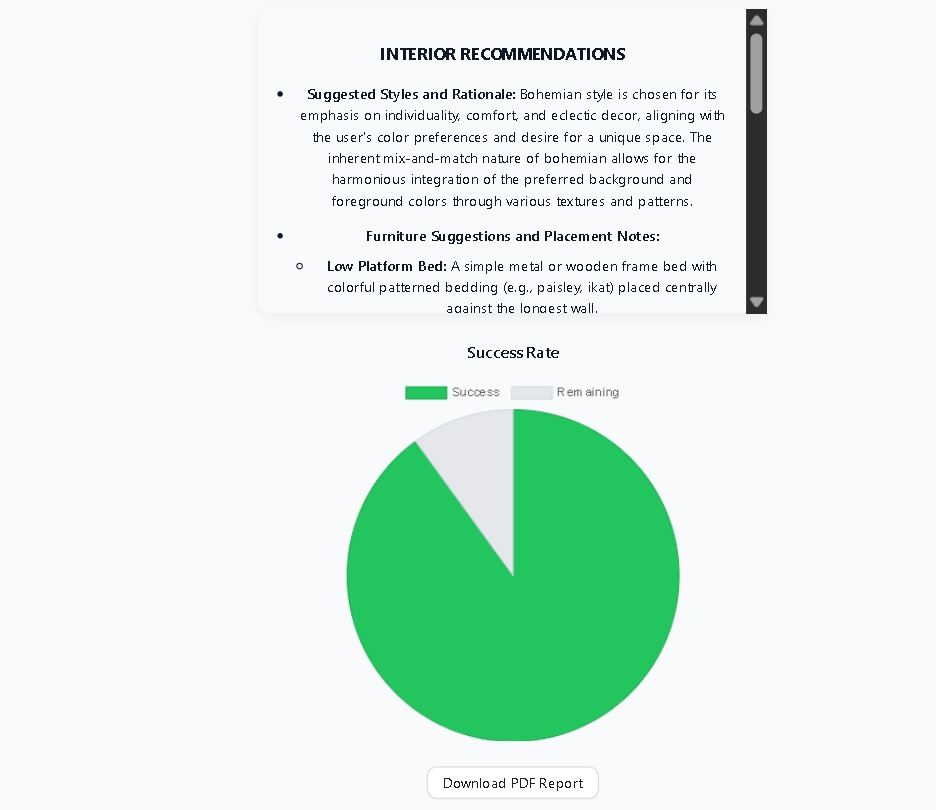 INTERIOR RECOMMENDATIONS
Suggested Styles and Rationale: Bohemian style is chosen for its
emphasis on individuality, comfort, and eclectic decor, aligning with
the user's color preferences and desire for a unique space. The
inherent mix-and-match nature of bohemian allows for the
harmonious integration of the preferred background and
foreground colors through various textures and patterns.
Furniture Suggestions and Placement Notes:
Low Platform Bed: A simple metal or wooden frame bed with
colorful patterned bedding (e.g., paisley, ikat) placed centrally
against the longest wall.
Success Rate
Success Remaining
Download PDF Report